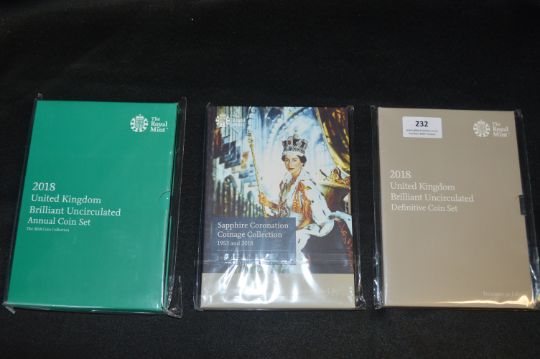 The
Royal
Mint
2018
United Kingdom
Brilliant Uncirculated
Annual Coin Set
The 2018 Coin Collection
Sapphire Coronation
Coinage Collection
1953 and 2018
232
The
Royal
Mint
2018
United Kingdom
Brilliant Uncirculated
Definitive Coin Set